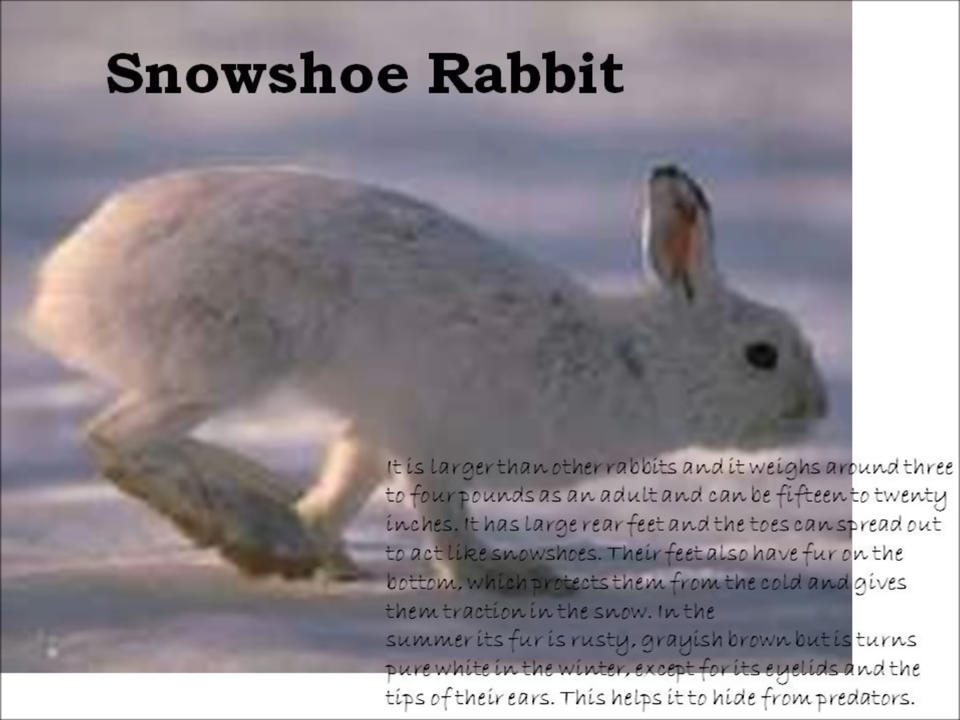 Snowshoe Rabbit
It is larger than other rabbits and it weighs around three
to four pounds as an adult and can be fifteen to twenty
inches. It has large rear feet and the toes can spread out
to act like snowshoes. Their feet also have fur on the
bottom, which protects them from the cold and gives
them traction in the snow. In the
summer its fur is rusty, grayish brown but is turns
pure white in the winter, except for its eyelids and the
tips of their ears. This helps it to hide from predators.